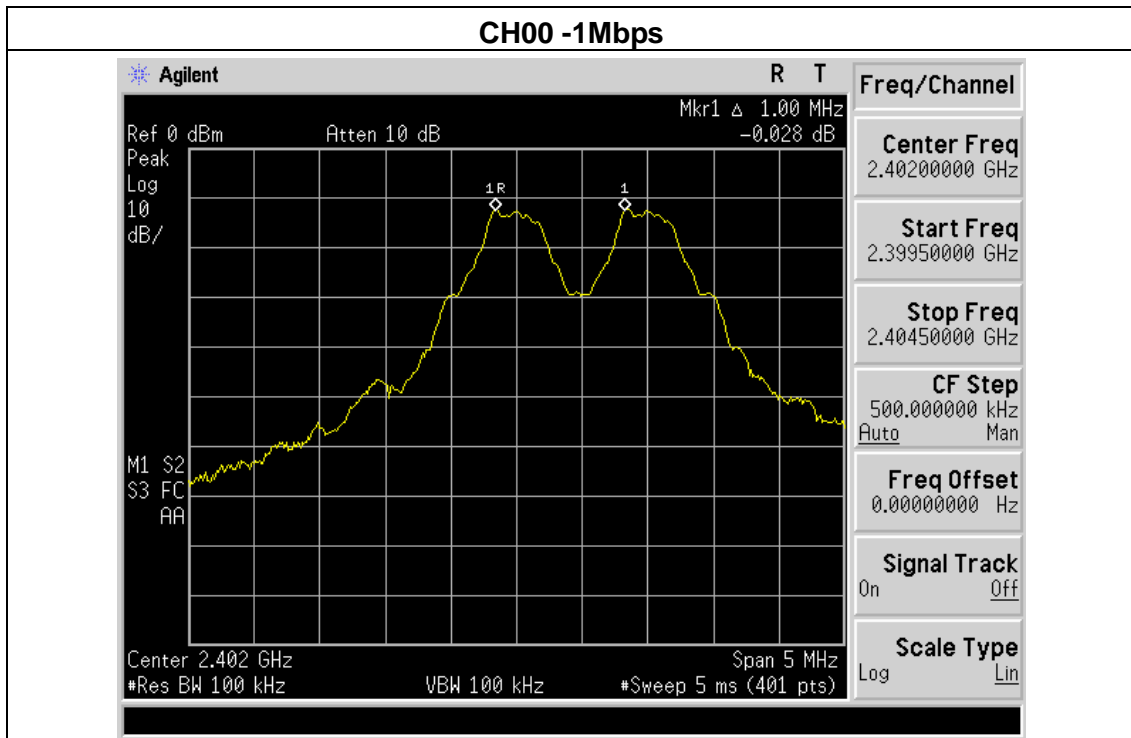 CH00 -1Mbps
Agilent R T
Mkr1 Δ 1.00 MHz
Ref 0 dBm Atten 10 dB -0.028 dB
Peak
Log
10
dB/
1R 1
M1 S2
S3 FC
AA
Center 2.402 GHz Span 5 MHz
#Res BW 100 kHz VBW 100 kHz #Sweep 5 ms (401 pts)
Freq/Channel
Center Freq
2.40200000 GHz
Start Freq
2.39950000 GHz
Stop Freq
2.40450000 GHz
CF Step
500.000000 kHz
Auto Man
Freq Offset
0.00000000 Hz
Signal Track
On Off
Scale Type
Log Lin